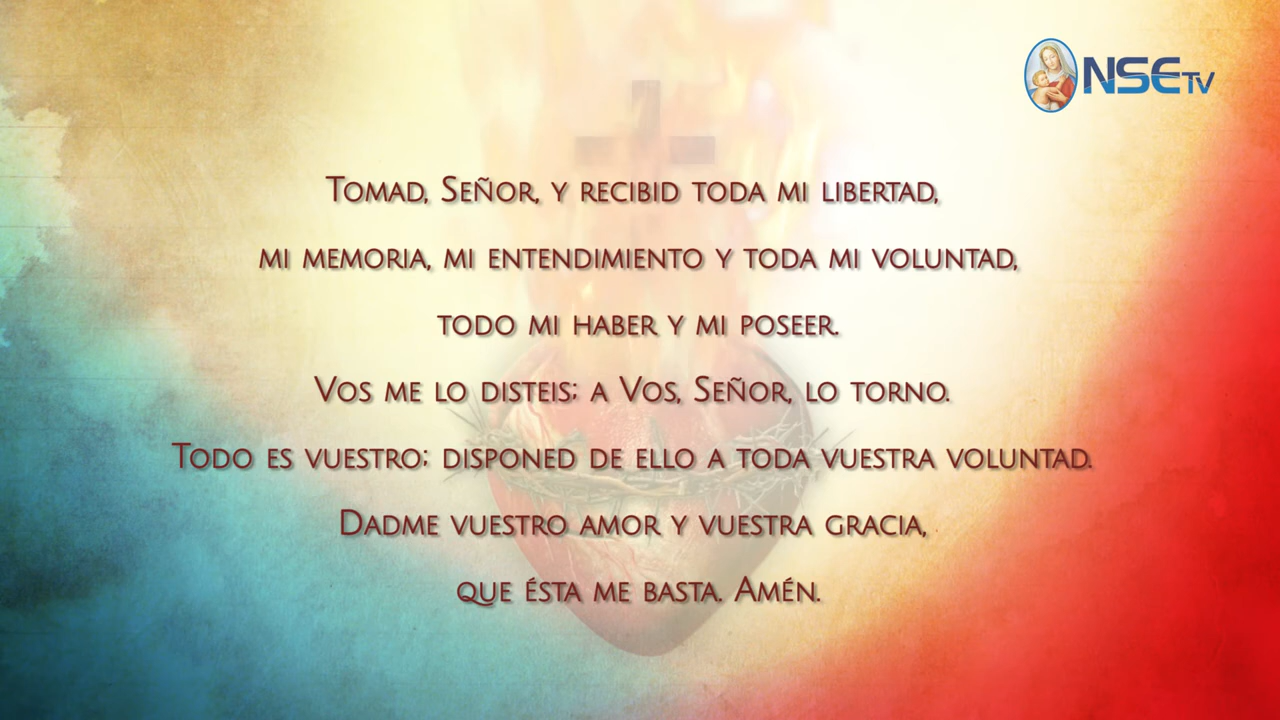 NSETV
Tomad, Señor, y recibid toda mi libertad,
mi memoria, mi entendimiento y toda mi voluntad,
todo mi haber y mi poseer.
Vos me lo disteis; a Vos, Señor, lo torno.
Todo es vuestro; disponed de ello a toda vuestra voluntad.
Dadme vuestro amor y vuestra gracia,
que ésta me basta. Amén.